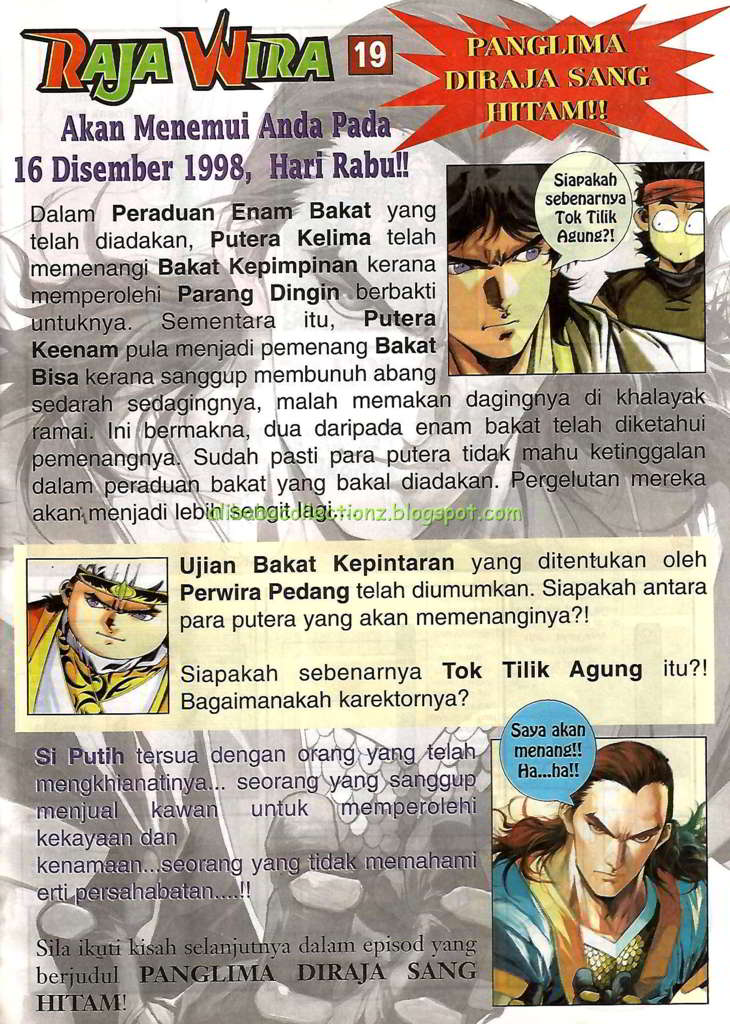 RAJA WIRA 19
PANGLIMA
DIRAJA SANG
HITAM!!
Akan Menemui Anda Pada
16 Disember 1998, Hari Rabu!!
Dalam Peraduan Enam Bakat yang
telah diadakan, Putera Kelima telah
memenangi Bakat Kepimpinan kerana
memperolehi Parang Dingin berbakti
untuknya. Sementara itu, Putera
Keenam pula menjadi pemenang Bakat
Bisa kerana sanggup membunuh abang
sedarah sedagingnya, malah memakan dagingnya di khalayak
ramai. Ini bermakna, dua daripada enam bakat telah diketahui
pemenangnya. Sudah pasti para putera tidak mahu ketinggalan
dalam peraduan bakat yang bakal diadakan. Pergelutan mereka
akan menjadi lebih sengit lagi...
Siapakah
sebenarnya
Tok Tilik
Agung?!
alisabacollectionz.blogspot.com
Ujian Bakat Kepintaran yang ditentukan oleh
Perwira Pedang telah diumumkan. Siapakah antara
para putera yang akan memenanginya?!
Siapakah sebenarnya Tok Tilik Agung itu?!
Bagaimanakah karektornya?
Si Putih tersua dengan orang yang telah
mengkhianatinya... seorang yang sanggup
menjual kawan untuk memperolehi
kekayaan dan
kenamaan...seorang yang tidak memahami
erti persahabatan....!!
Saya akan
menang!!
Ha...ha!!
Sila ikuti kisah selanjutnya dalam episod yang
berjudul PANGLIMA DIRAJA SANG
HITAM!